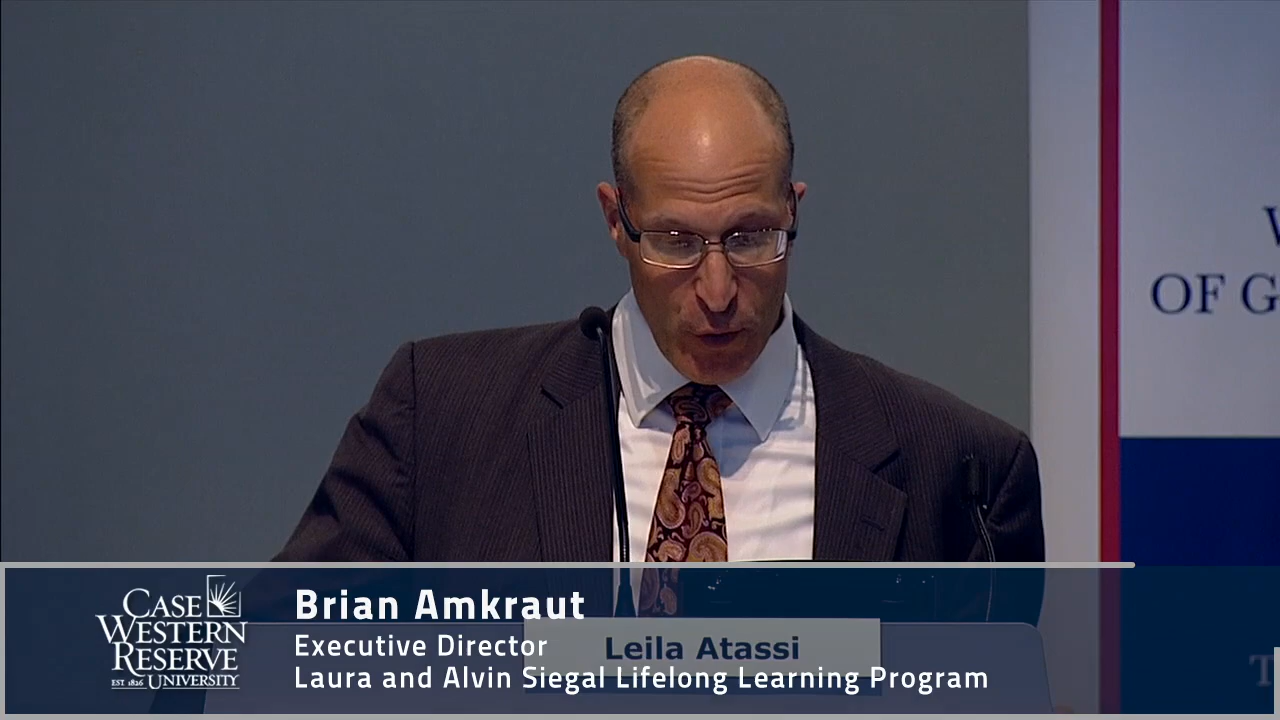 OF G
CASE
WESTERN
RESERVE
EST. 1826 UNIVERSITY
Brian Amkraut
Executive Director
Leila Atassi
Laura and Alvin Siegal Lifelong Learning Program